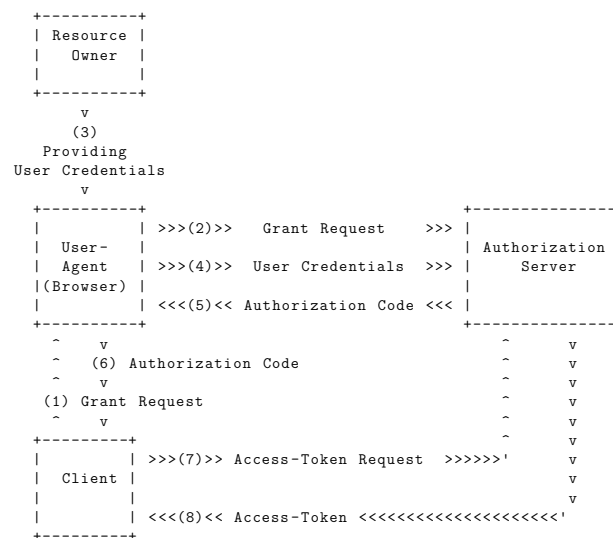 +----------+
| Resource |
|  Owner   |
|          |
+----------+
     v
    (3)
 Providing
User Credentials
     v
+----------+                                  +---------------
|          | >>>(2)>>   Grant Request    >>> |
|  User-   |                                 | Authorization
|  Agent   | >>>(4)>>  User Credentials  >>> |     Server
|(Browser) |                                 |
|          | <<<(5)<< Authorization Code <<< |
+----------+                                  +---------------
  ^    v                                          ^      v
  ^   (6) Authorization Code                      ^      v
  ^    v                                          ^      v
 (1) Grant Request                                ^      v
  ^    v                                          ^      v
+---------+                                       ^      v
|         | >>>(7)>> Access-Token Request  >>>>>>'       v
|  Client |                                              v
|         |                                              v
|         | <<<(8)<< Access-Token <<<<<<<<<<<<<<<<<<<<<'
+---------+